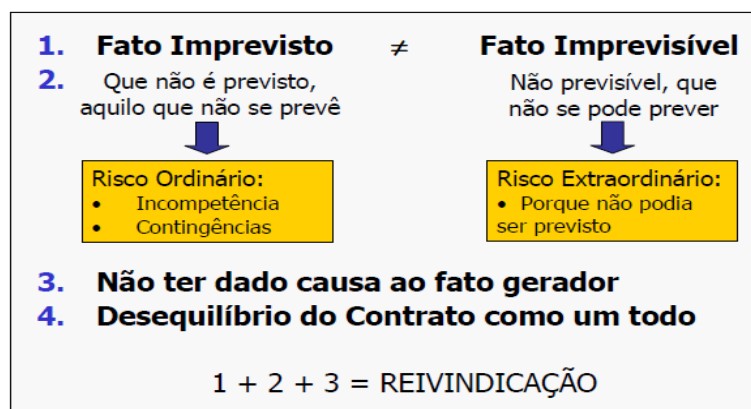 1. Fato Imprevisto ≠ Fato Imprevisível
2. Que não é previsto,
aquilo que não se prevê
Não previsível, que
não se pode prever
Risco Ordinário:
• Incompetência
• Contingências
Risco Extraordinário:
• Porque não podia
ser previsto
3. Não ter dado causa ao fato gerador
4. Desequilíbrio do Contrato como um todo
1 + 2 + 3 = REIVINDICAÇÃO